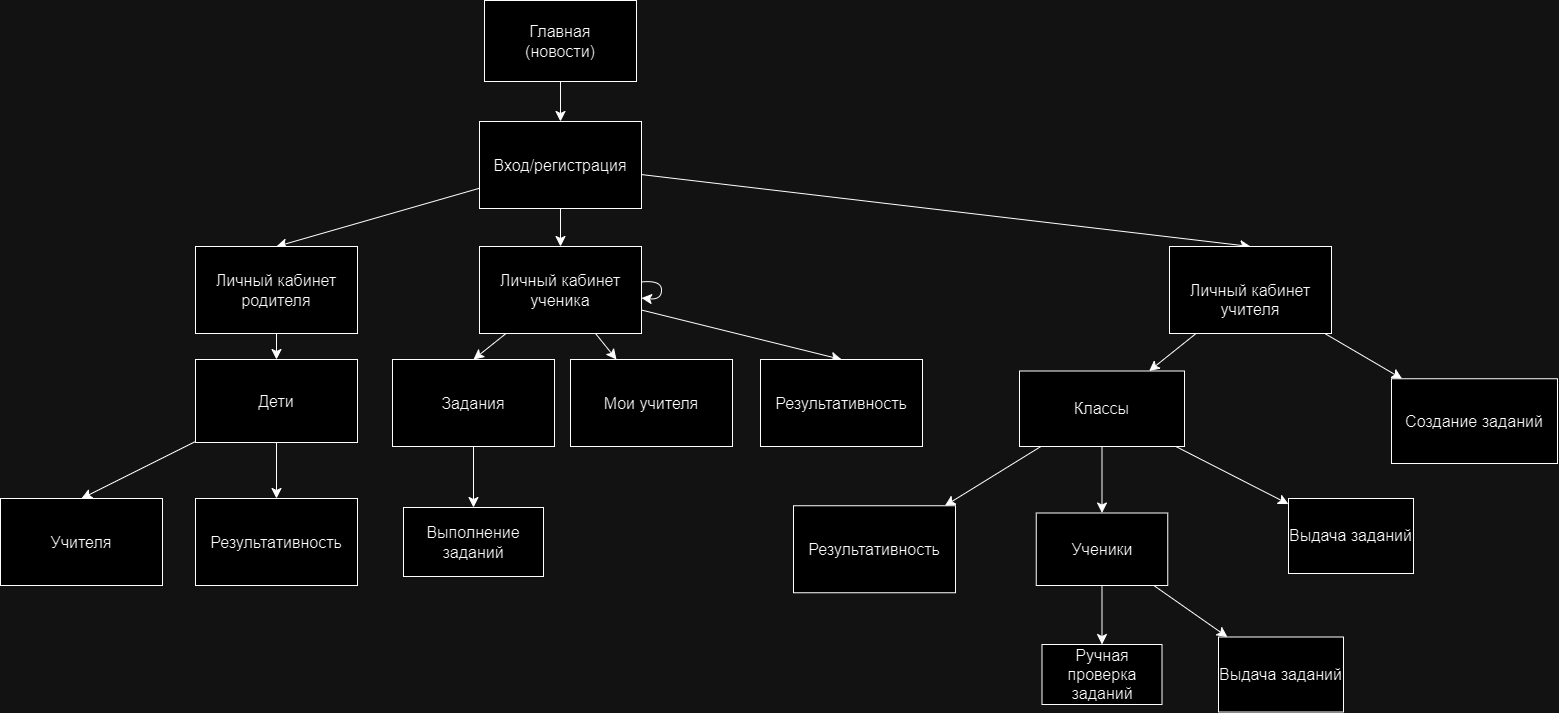 Главная
(новости)
Вход/регистрация
Личный кабинет
родителя
Личный кабинет
ученика
Личный кабинет
учителя
Дети
Задания
Мои учителя
Результативность
Классы
Создание заданий
Учителя
Результативность
Выполнение
заданий
Результативность
Ученики
Выдача заданий
Ручная
проверка
заданий
Выдача заданий